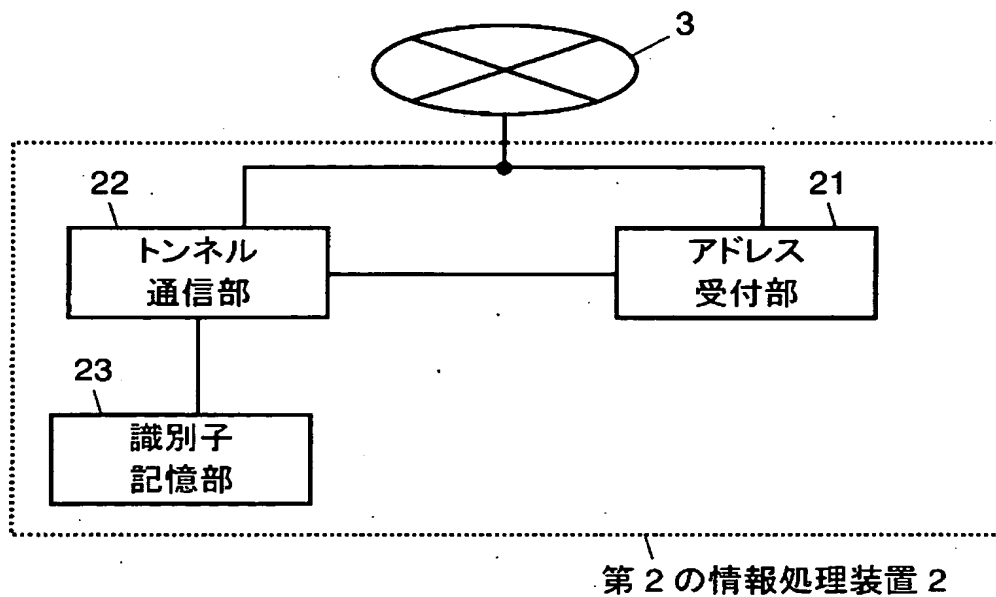 3
22
21
トンネル
通信部
アドレス
受付部
23
識別子
記憶部
第2の情報処理装置2